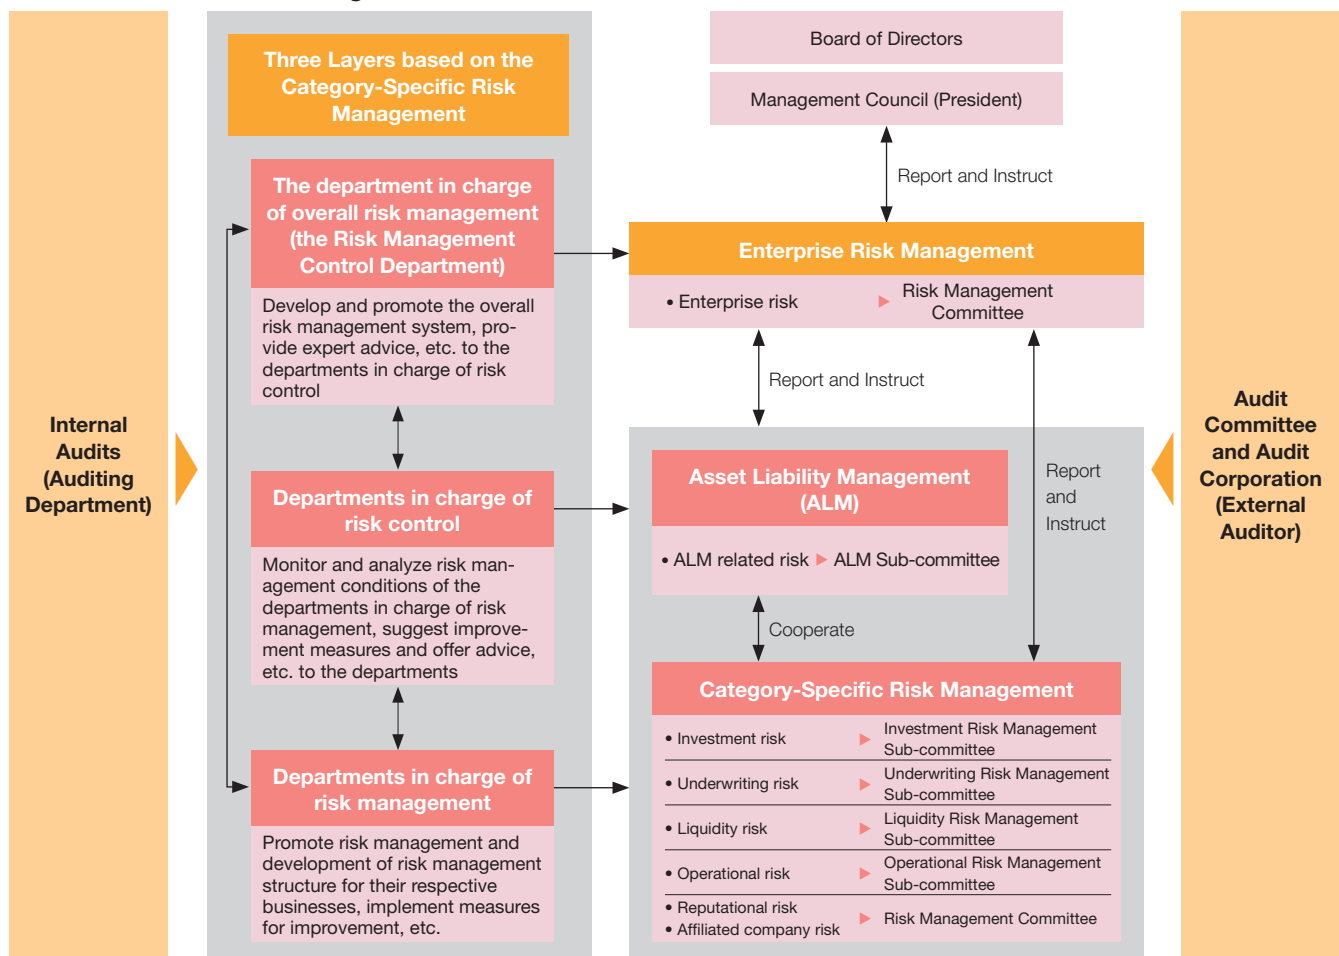 Internal
Audits
(Auditing
Department)
Three Layers based on the
Category-Specific Risk
Management
The department in charge
of overall risk management
(the Risk Management
Control Department)
Develop and promote the overall
risk management system, pro-
vide expert advice, etc. to the
departments in charge of risk
control
Departments in charge of
risk control
Monitor and analyze risk man-
agement conditions of the
departments in charge of risk
management, suggest improve-
ment measures and offer advice,
etc. to the departments
Departments in charge of
risk management
Promote risk management and
development of risk management
structure for their respective
businesses, implement measures
for improvement, etc.
Board of Directors
Management Council (President)
Report and Instruct
Enterprise Risk Management
• Enterprise risk
Risk Management
Committee
Report and Instruct
Report
and
Instruct
Asset Liability Management
(ALM)
• ALM related risk
ALM Sub-committee
Cooperate
Category-Specific Risk Management
• Investment risk
Investment Risk Management
Sub-committee
• Underwriting risk
Underwriting Risk Management
Sub-committee
• Liquidity risk
Liquidity Risk Management
Sub-committee
• Operational risk
Operational Risk Management
Sub-committee
• Reputational risk
• Affiliated company risk
Risk Management Committee
Audit
Committee
and Audit
Corporation
(External
Auditor)